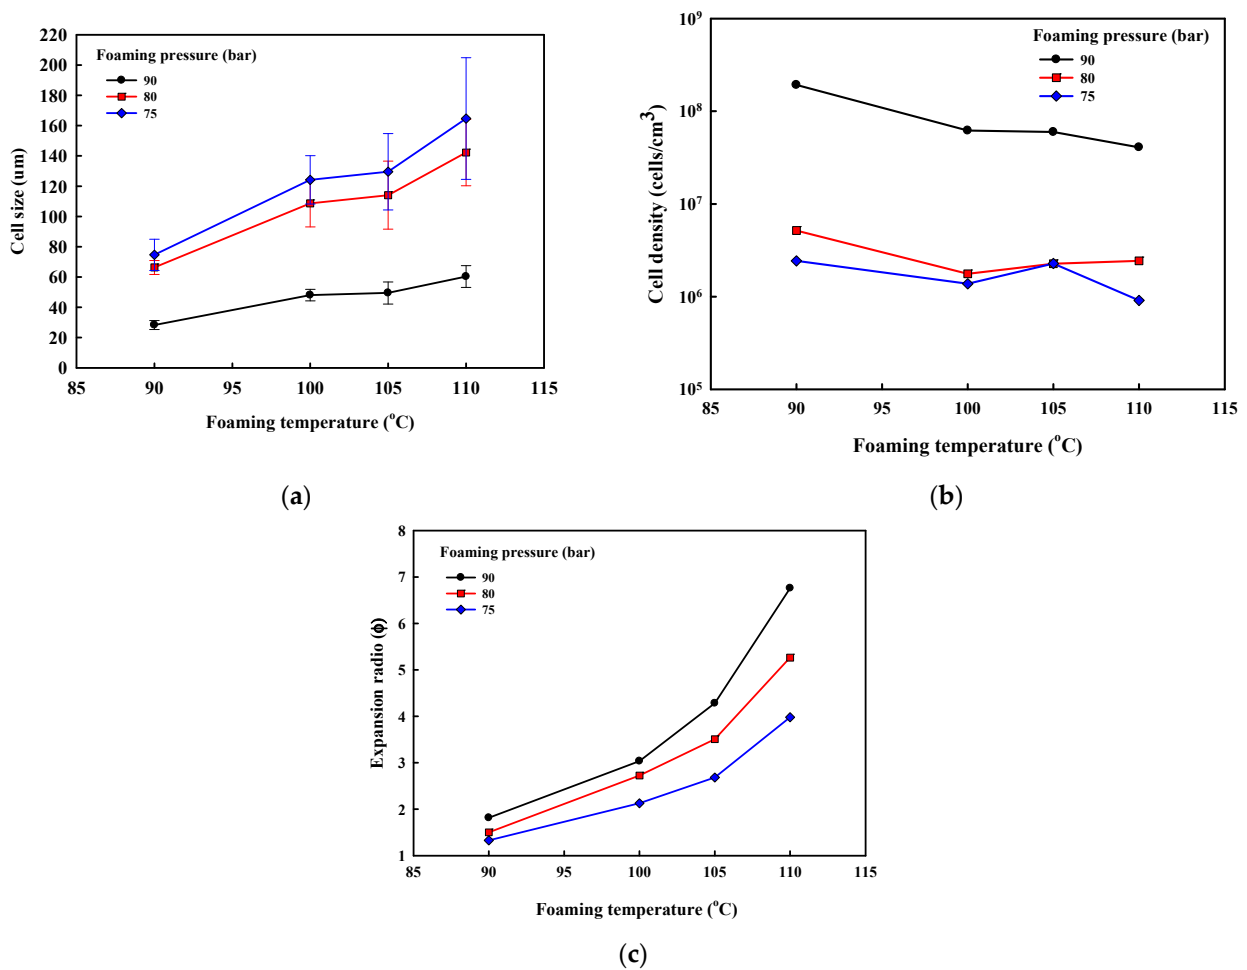 Foaming pressure (bar)
90
80
75
Cell size (um)
220
200
180
160
140
120
100
80
60
40
20
0
85 90 95 100 105 110 115
Foaming temperature (°C)
(a)
Foaming pressure (bar)
90
80
75
Cell density (cells/cm³)
10⁹
10⁸
10⁷
10⁶
10⁵
85 90 95 100 105 110 115
Foaming temperature (°C)
(b)
Foaming pressure (bar)
90
80
75
Expansion radio (ϕ)
8
7
6
5
4
3
2
1
85 90 95 100 105 110 115
Foaming temperature (°C)
(c)